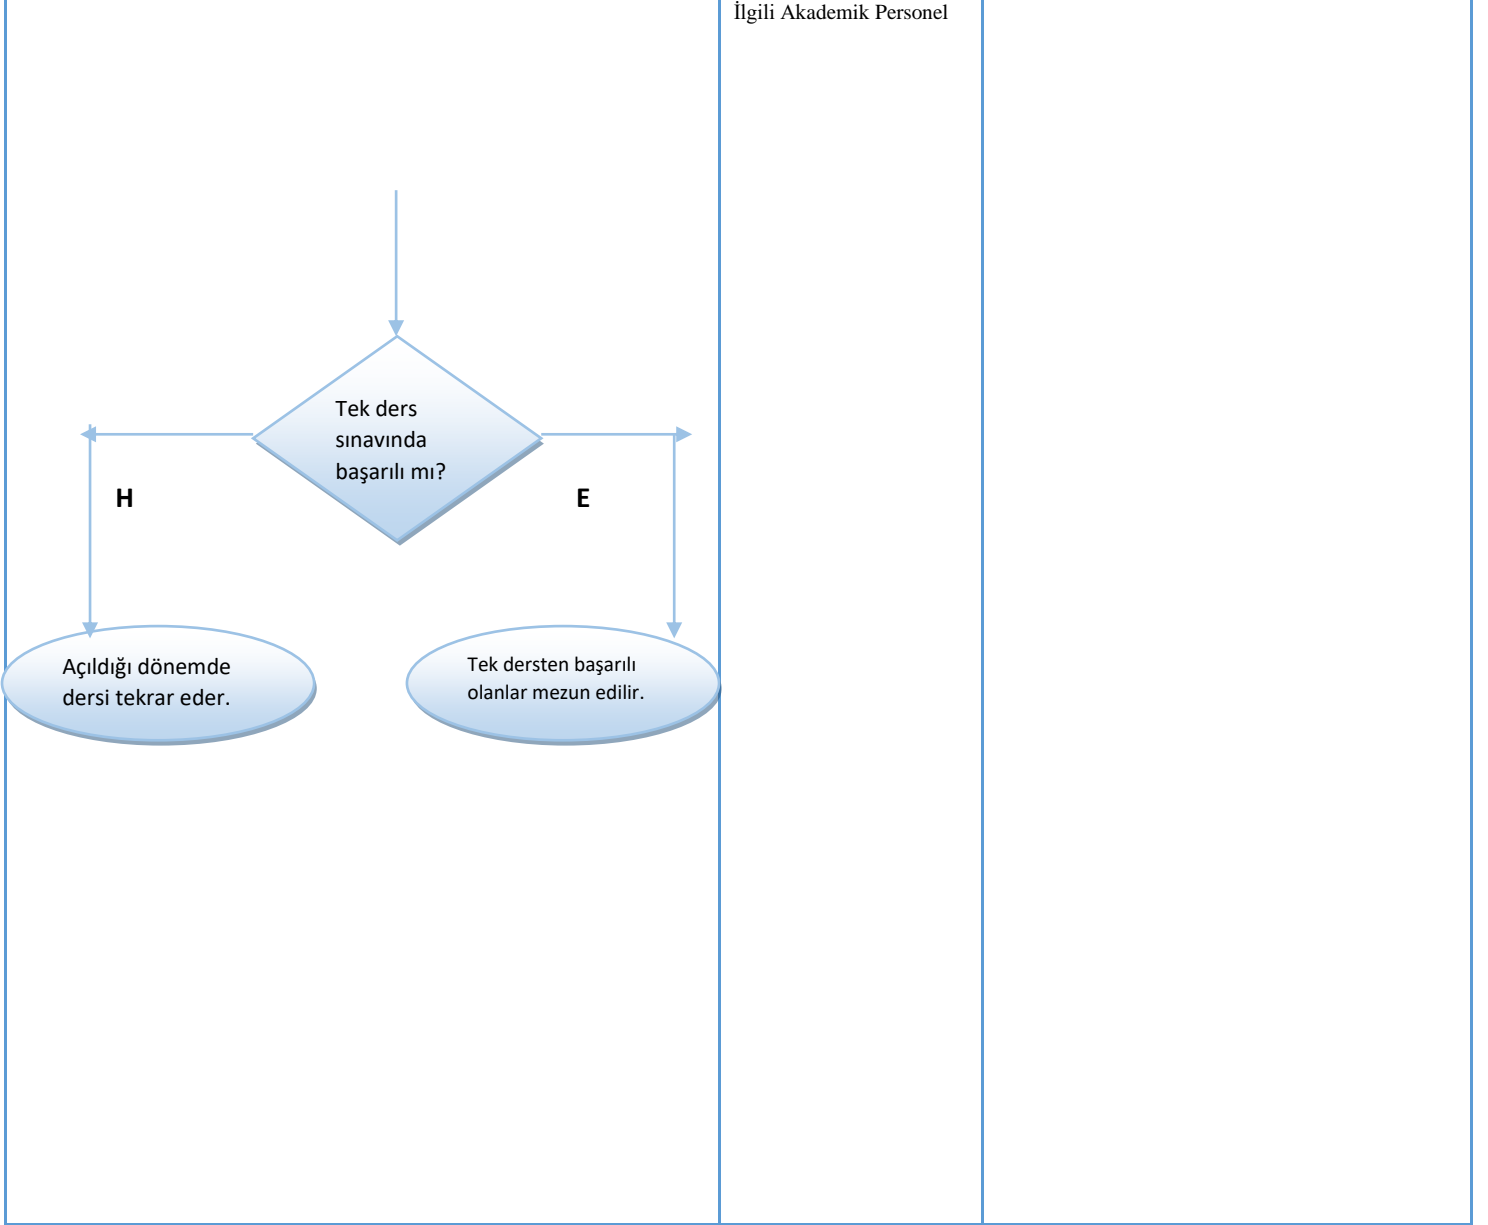 İlgili Akademik Personel
Tek ders
sınavında
başarılı mı?
H
E
Açıldığı dönemde
dersi tekrar eder.
Tek dersten başarılı
olanlar mezun edilir.